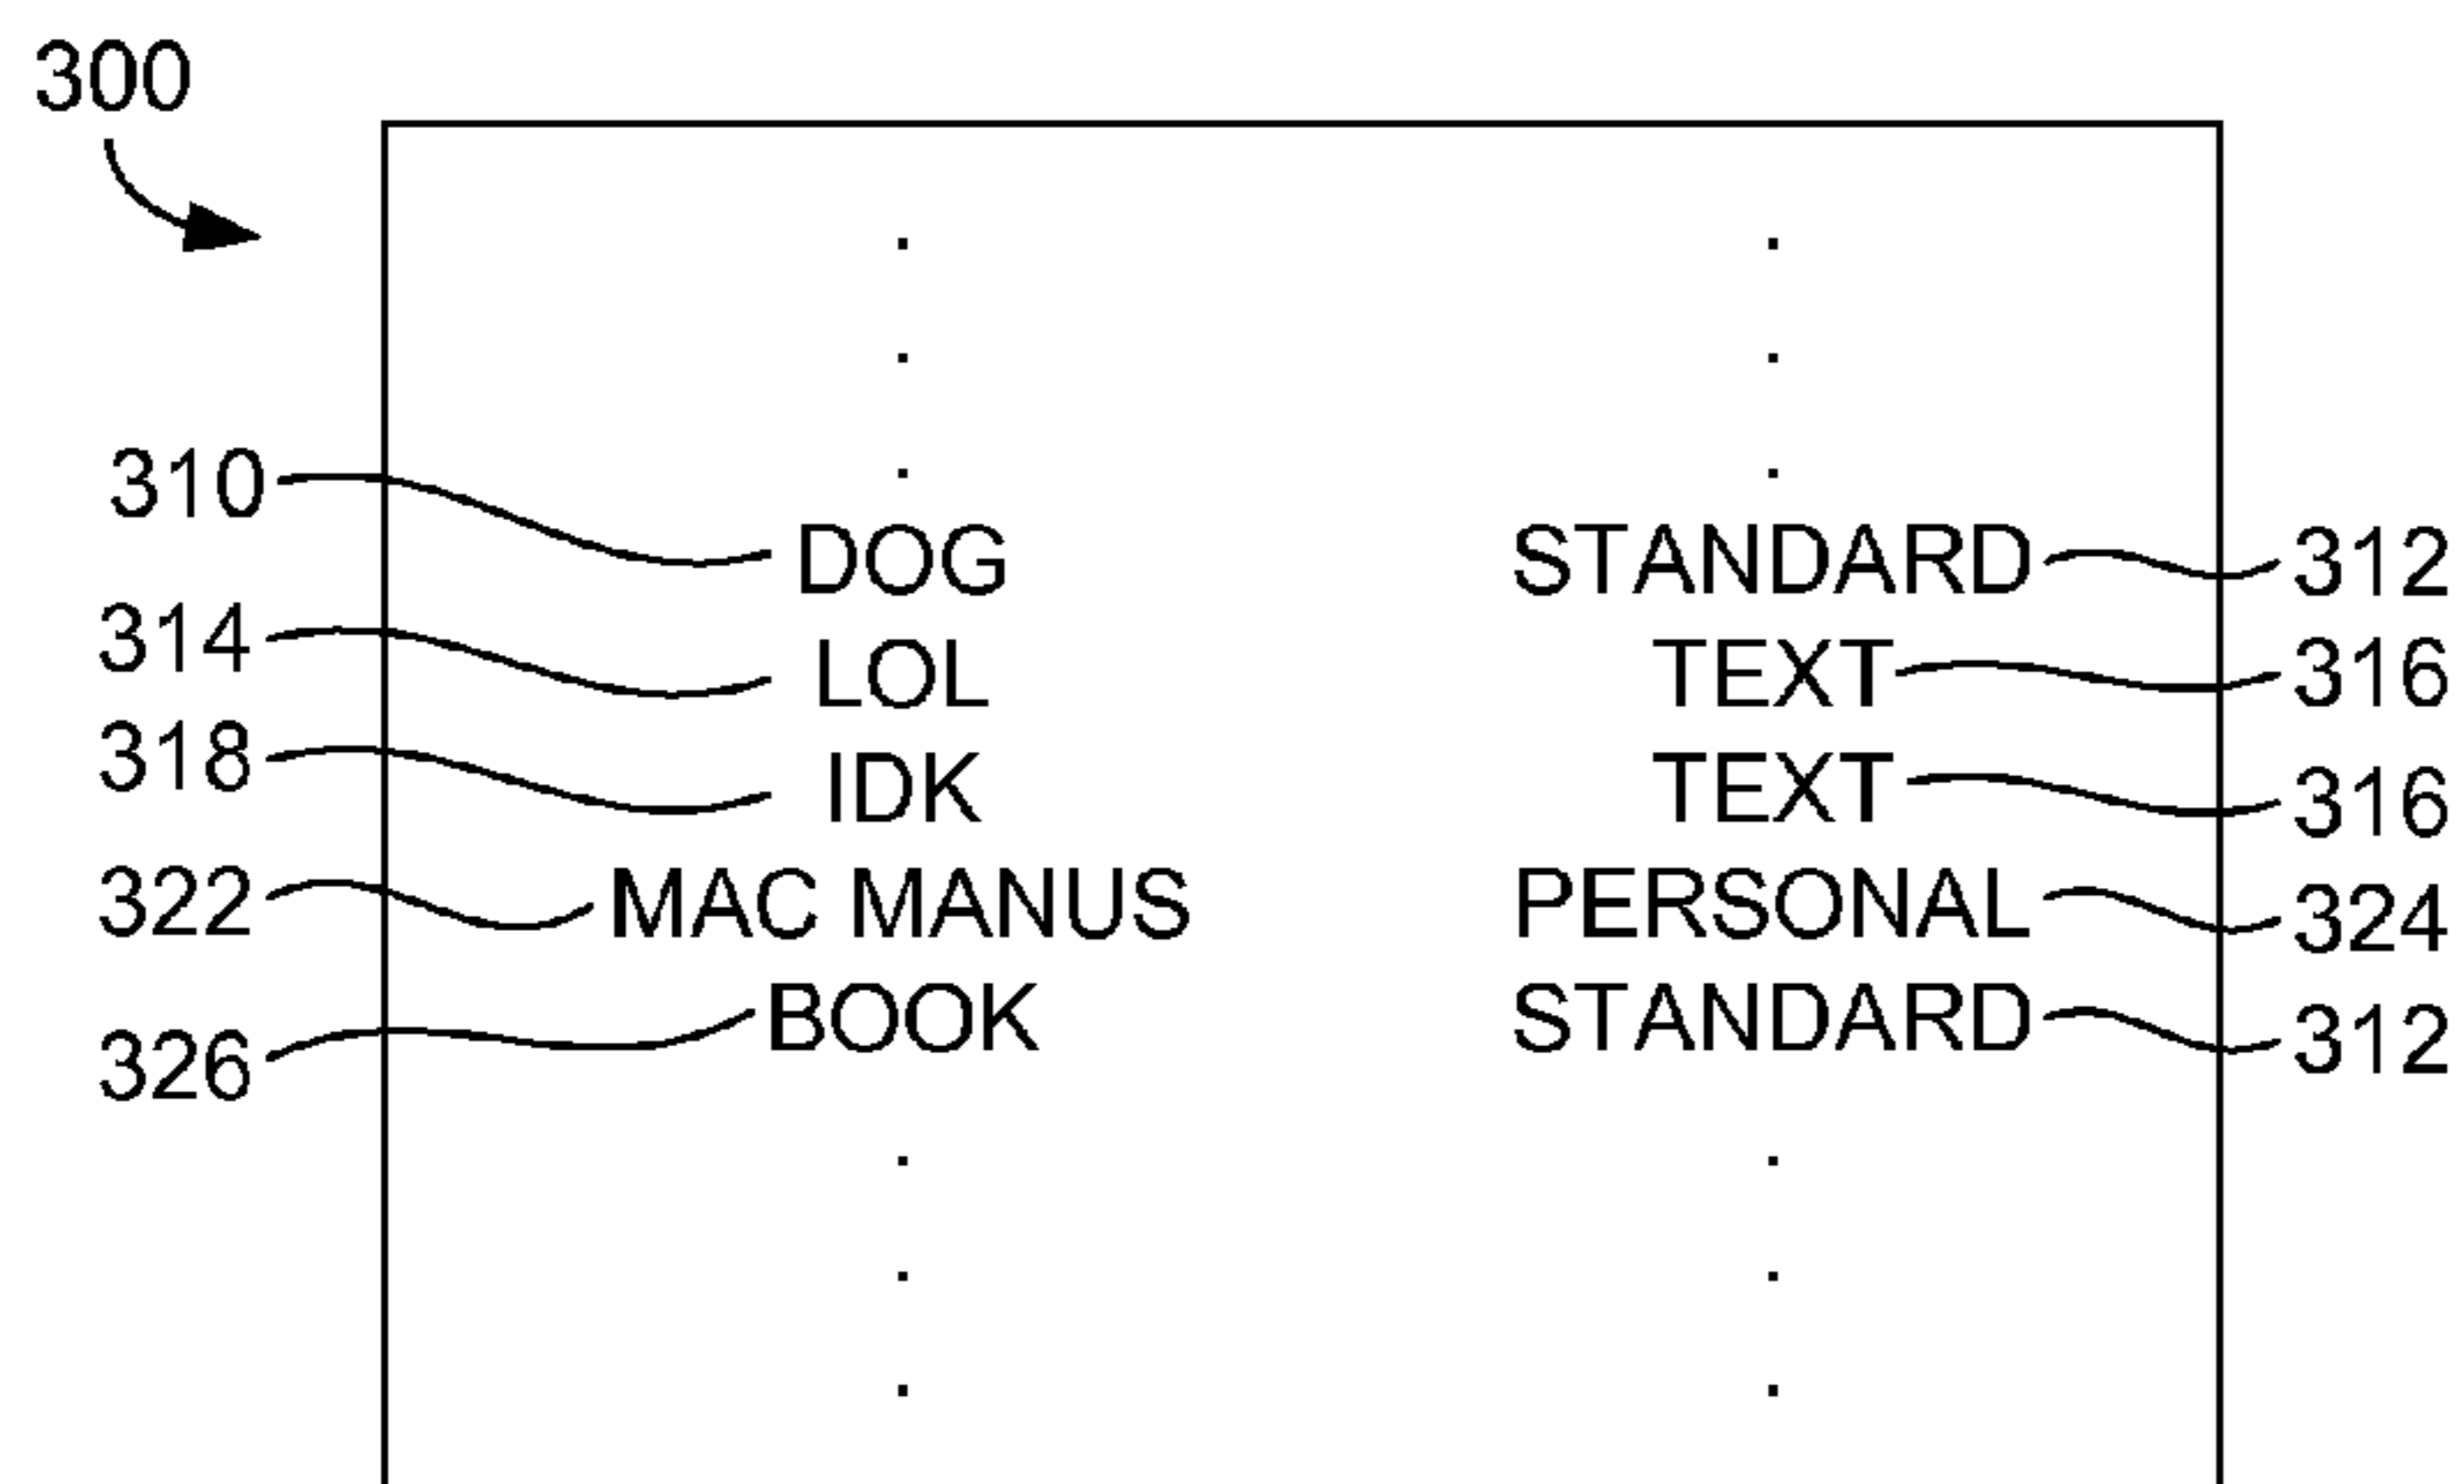 300
310 DOG STANDARD 312
314 LOL TEXT 316
318 IDK TEXT 316
322 MAC MANUS PERSONAL 324
326 BOOK STANDARD 312